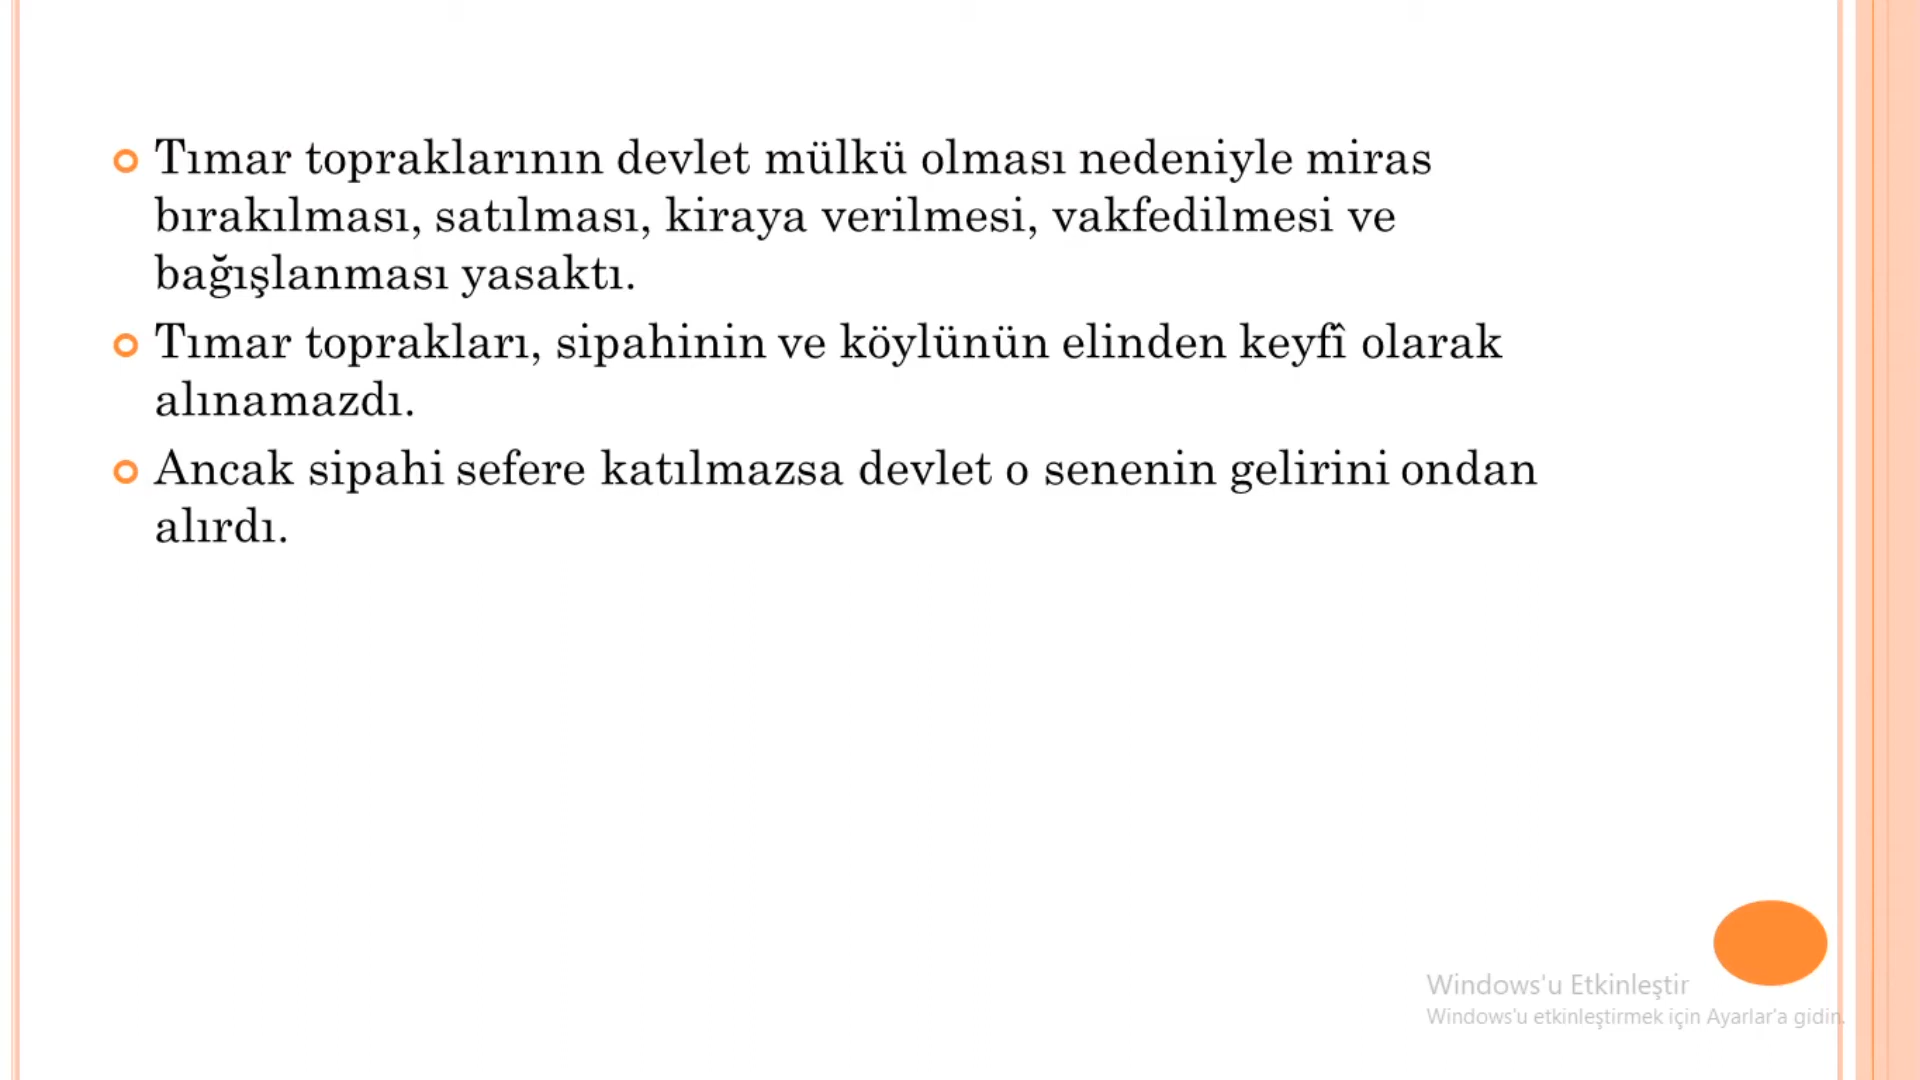 Tımar topraklarının devlet mülkü olması nedeniyle miras
bırakılması, satılması, kiraya verilmesi, vakfedilmesi ve
bağışlanması yasaktı.
Tımar toprakları, sipahinin ve köylünün elinden keyfî olarak
alınamazdı.
Ancak sipahi sefere katılmazsa devlet o senenin gelirini ondan
alırdı.
Windows'u Etkinleştir
Windows'u etkinleştirmek için Ayarlar'a gidin.